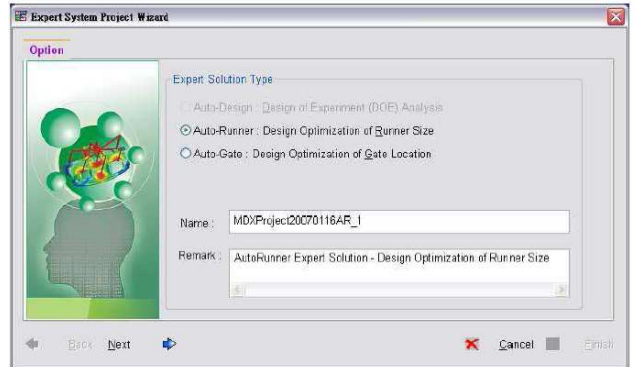 Expert System Project Wizard
Option
Expert Solution Type
Auto-Design : Design of Experiment (DOE) Analysis
Auto-Runner : Design Optimization of Runner Size
Auto-Gate : Design Optimization of Gate Location
Name : MDXProject20070116AR_1
Remark : AutoRunner Expert Solution - Design Optimization of Runner Size
Back Next Cancel Finish